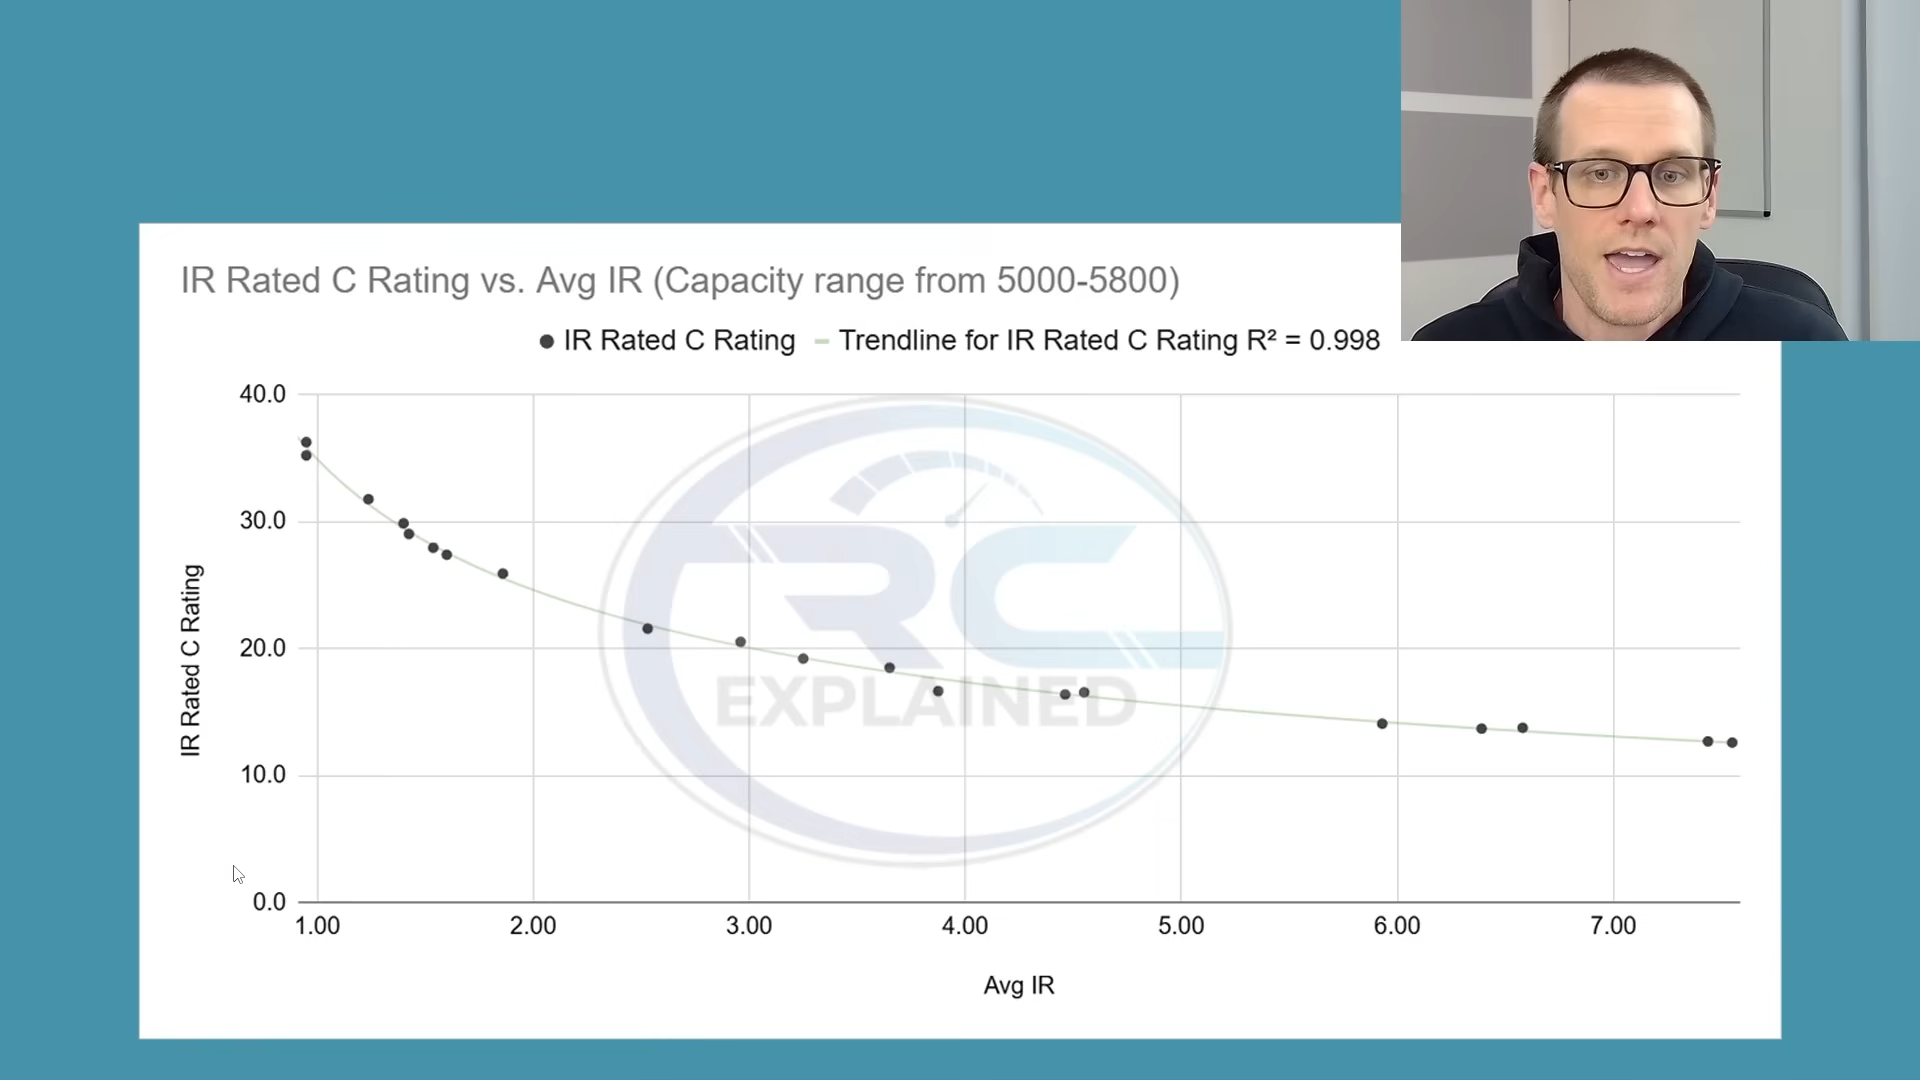 IR Rated C Rating vs. Avg IR (Capacity range from 5000-5800)
IR Rated C Rating
Trendline for IR Rated C Rating R² = 0.998
40.0
30.0
20.0
10.0
0.0
IR Rated C Rating
RC
EXPLAINED
1.00 2.00 3.00 4.00 5.00 6.00 7.00
Avg IR